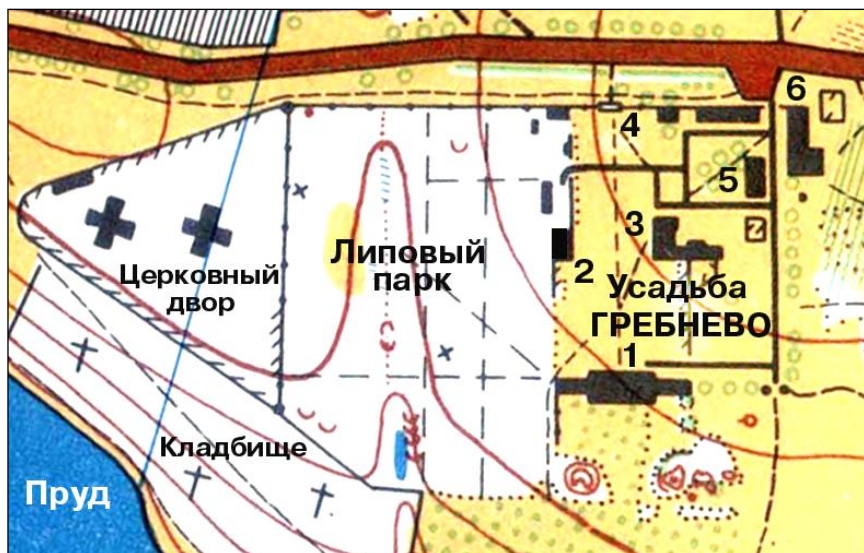 6
4
5
3
Липовый
парк
Церковный
двор
2
Усадьба
ГРЕБНЕВО
1
Кладбище
Пруд